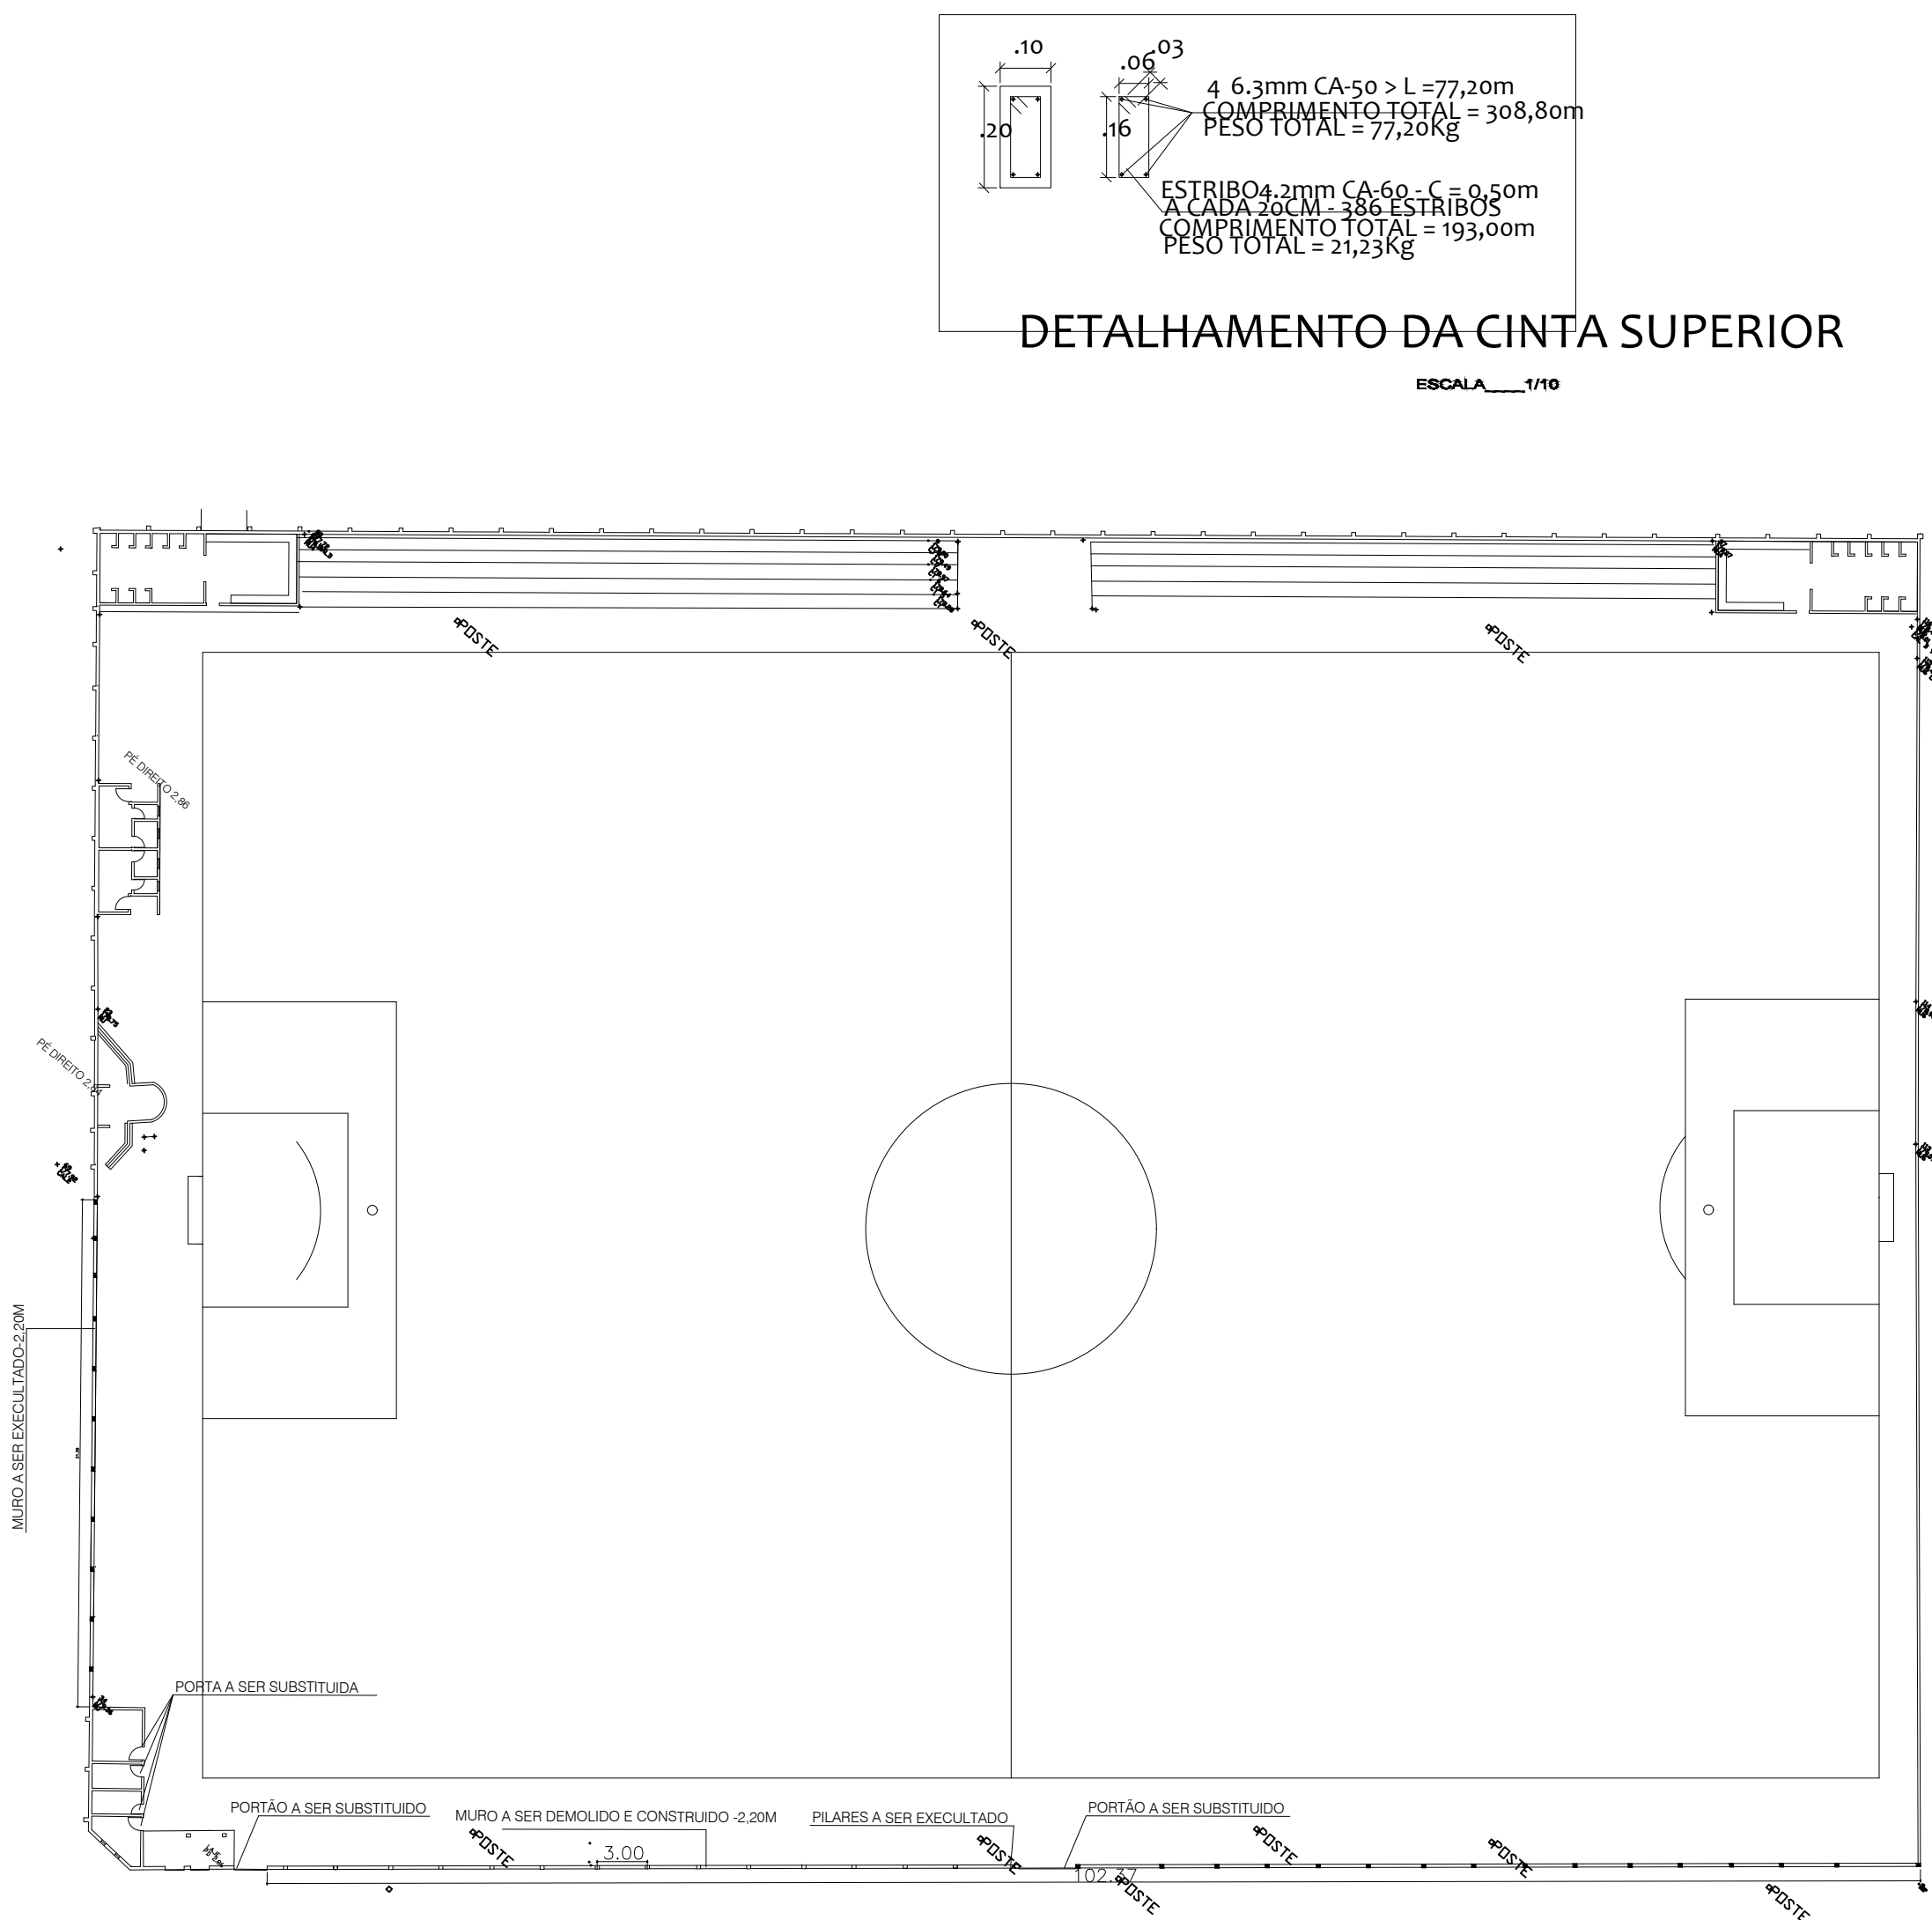 .10
.03
.06
.20
.16
4 6.3mm CA-50 > L =77,20m
COMPRIMENTO TOTAL = 308,80m
PESO TOTAL = 77,20Kg
ESTRIBO4.2mm CA-60 - C = 0,50m
A CADA 20CM - 386 ESTRIBOS
COMPRIMENTO TOTAL = 193,00m
PESO TOTAL = 21,23Kg
DETALHAMENTO DA CINTA SUPERIOR
ESCALA____1/10
POSTE
POSTE
POSTE
PÉ DIREITO 2,86
PÉ DIREITO
MURO A SER EXECULTADO-2,20M
PORTA A SER SUBSTITUIDA
PORTÃO A SER SUBSTITUIDO
MURO A SER DEMOLIDO E CONSTRUIDO -2,20M
PILARES A SER EXECULTADO
PORTÃO A SER SUBSTITUIDO
POSTE
3.00
POSTE
POSTE
POSTE
102.37
POSTE
POSTE